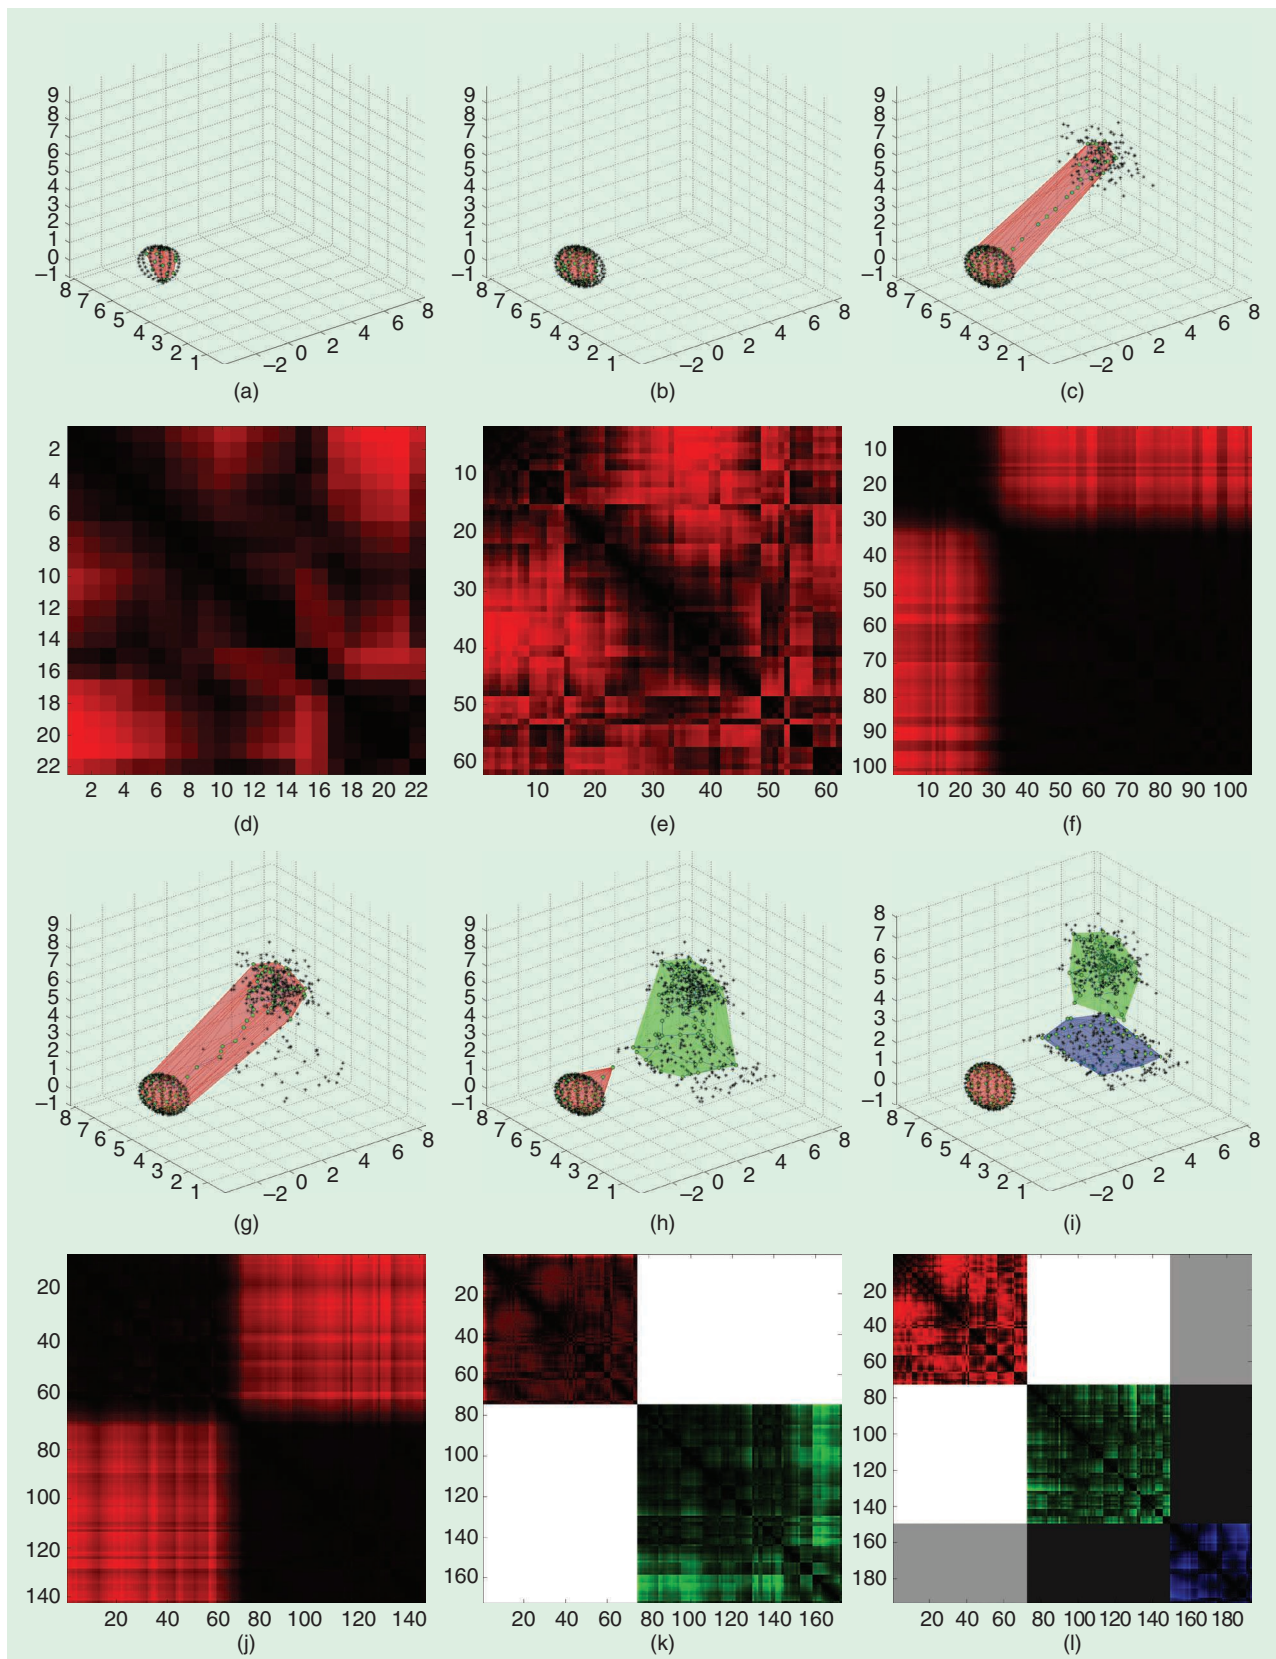 9 9 9
8 8 8
7 7 7
6 6 6
5 5 5
4 4 4
3 3 3
2 2 2
1 1 1
0 0 0
–1 –1 –1
8 7 6 5 4 3 2 1 –2 0 2 4 6 8
8 7 6 5 4 3 2 1 –2 0 2 4 6 8
8 7 6 5 4 3 2 1 –2 0 2 4 6 8
(a) (b) (c)
2
4
6
8
10
12
14
16
18
20
22
2 4 6 8 10 12 14 16 18 20 22
(d)
10
20
30
40
50
60
10 20 30 40 50 60
(e)
10
20
30
40
50
60
70
80
90
100
10 20 30 40 50 60 70 80 90 100
(f)
9 9 8
8 8 7
7 7 6
6 6 5
5 5 4
4 4 3
3 3 2
2 2 1
1 1 0
0 0 –1
–1 –1
8 7 6 5 4 3 2 1 –2 0 2 4 6 8
8 7 6 5 4 3 2 1 –2 0 2 4 6 8
8 7 6 5 4 3 2 1 –2 0 2 4 6 8
(g) (h) (i)
20
40
60
80
100
120
140
20 40 60 80 100 120 140
(j)
20
40
60
80
100
120
140
160
20 40 60 80 100 120 140 160
(k)
20
40
60
80
100
120
140
160
180
20 40 60 80 100 120 140 160 180
(l)